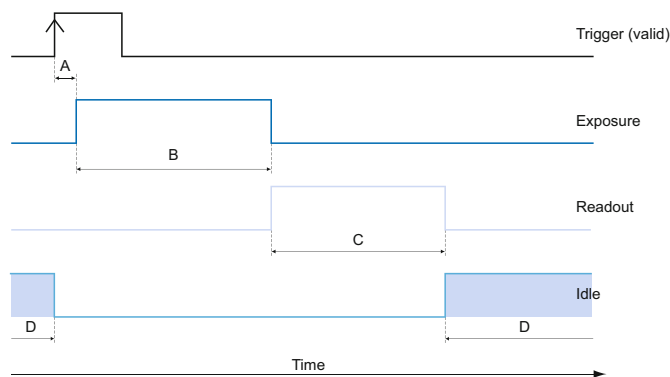 Trigger (valid)
A
Exposure
B
Readout
C
Idle
D
D
Time